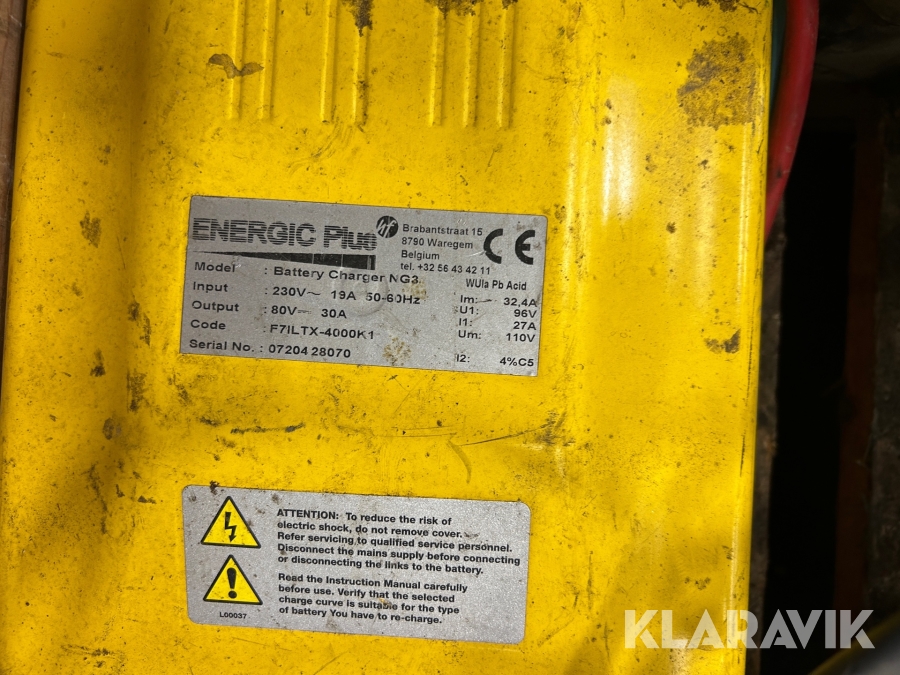 ENERGIC Plus
Brabantstraat 15
8790 Waregem
Belgium
tel. +32 56 43 42 11
CE
Model : Battery Charger NG3
WUIa Pb Acid
Input : 230V~ 19A 50-60Hz
Im: 32,4A
Output : 80V 30A
U1: 96V
Code : F7ILTX-4000K1
I1: 27A
Um: 110V
Serial No. : 0720428070
I2: 4%C5
ATTENTION: To reduce the risk of
electric shock, do not remove cover.
Refer servicing to qualified service personnel.
Disconnect the mains supply before connecting
or disconnecting the links to the battery.
Read the Instruction Manual carefully
before use. Verify that the selected
charge curve is suitable for the type
of battery You have to re-charge.
L00037
KLARAVIK